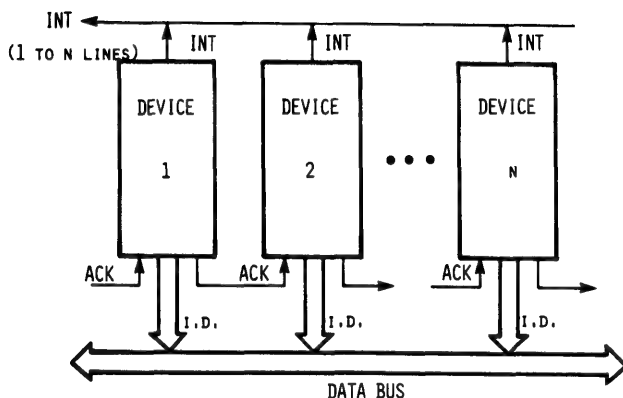 INT
(1 TO N LINES)
INT
INT
INT
DEVICE
1
DEVICE
2
DEVICE
N
ACK
ACK
ACK
I.D.
I.D.
I.D.
DATA BUS